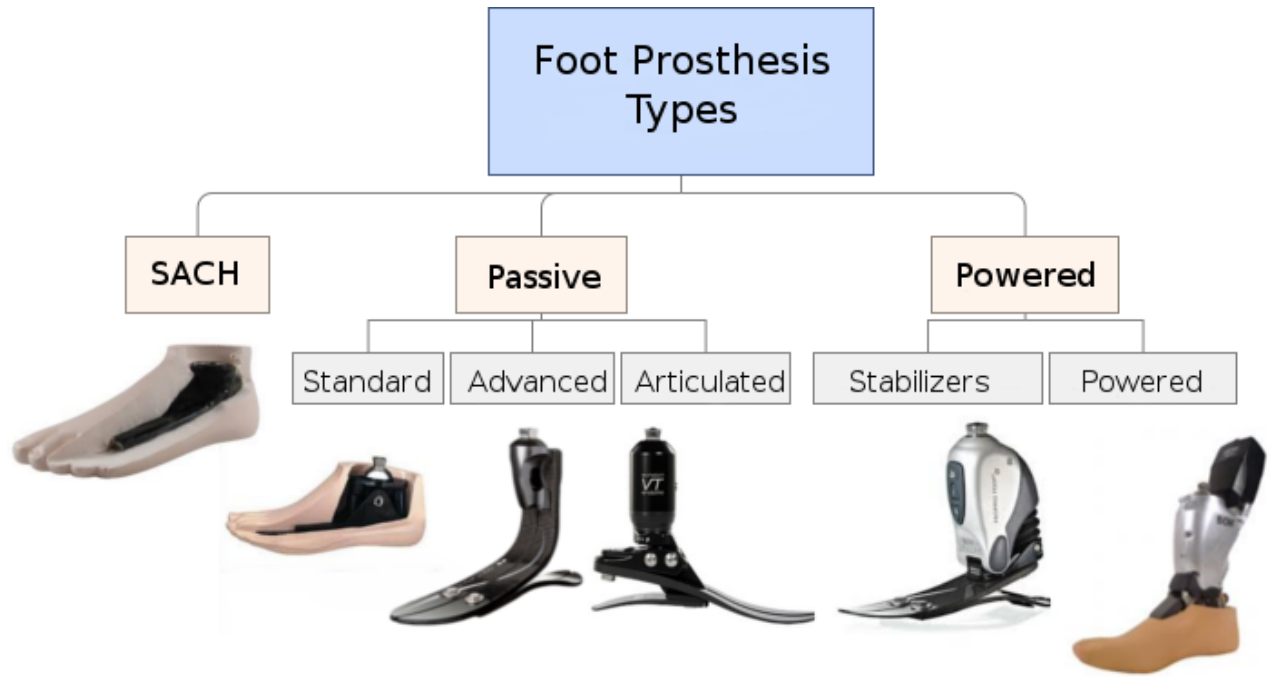 Foot Prosthesis
Types
SACH
Passive
Powered
Standard
Advanced
Articulated
Stabilizers
Powered
VT